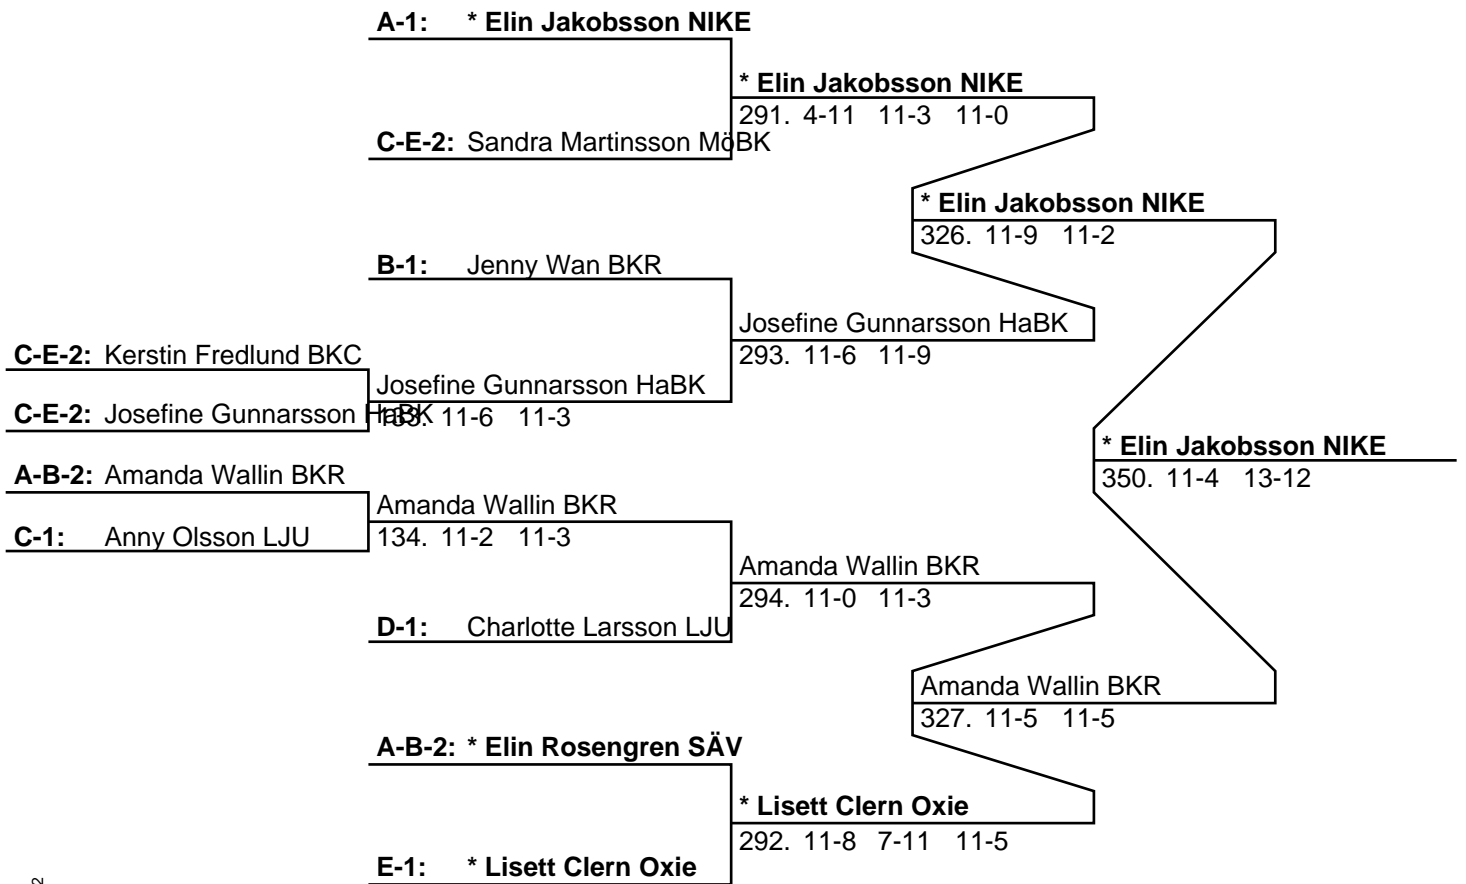 A-1: * Elin Jakobsson NIKE
* Elin Jakobsson NIKE
291. 4-11 11-3 11-0
C-E-2: Sandra Martinsson MöBK
* Elin Jakobsson NIKE
326. 11-9 11-2
B-1: Jenny Wan BKR
Josefine Gunnarsson HaBK
293. 11-6 11-9
C-E-2: Kerstin Fredlund BKC
Josefine Gunnarsson HaBK
C-E-2: Josefine Gunnarsson HaBK
133. 11-6 11-3
* Elin Jakobsson NIKE
350. 11-4 13-12
A-B-2: Amanda Wallin BKR
Amanda Wallin BKR
134. 11-2 11-3
C-1: Anny Olsson LJU
Amanda Wallin BKR
294. 11-0 11-3
D-1: Charlotte Larsson LJU
Amanda Wallin BKR
327. 11-5 11-5
A-B-2: * Elin Rosengren SÄV
* Lisett Clern Oxie
292. 11-8 7-11 11-5
E-1: * Lisett Clern Oxie
2